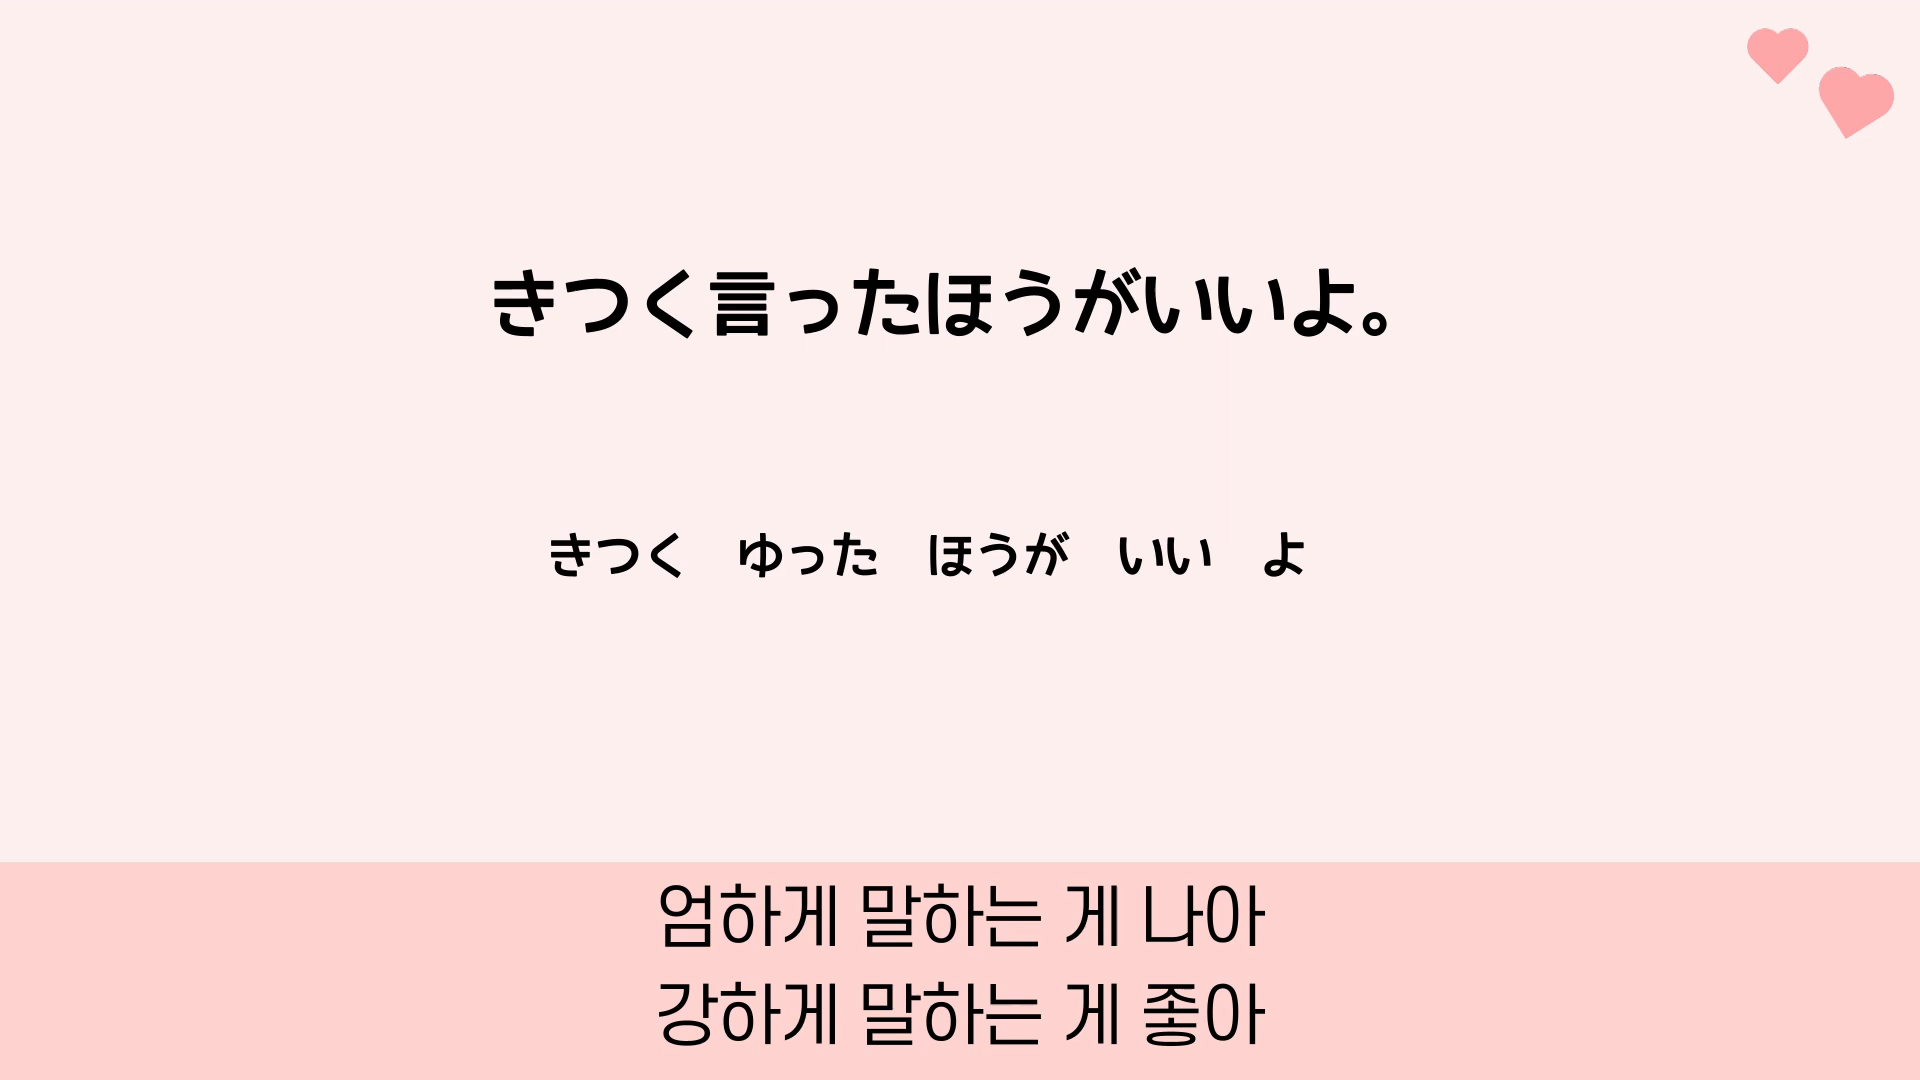 きつく言ったほうがいいよ。
きつく　ゆった　ほうが　いい　よ
엄하게 말하는 게 나아
강하게 말하는 게 좋아